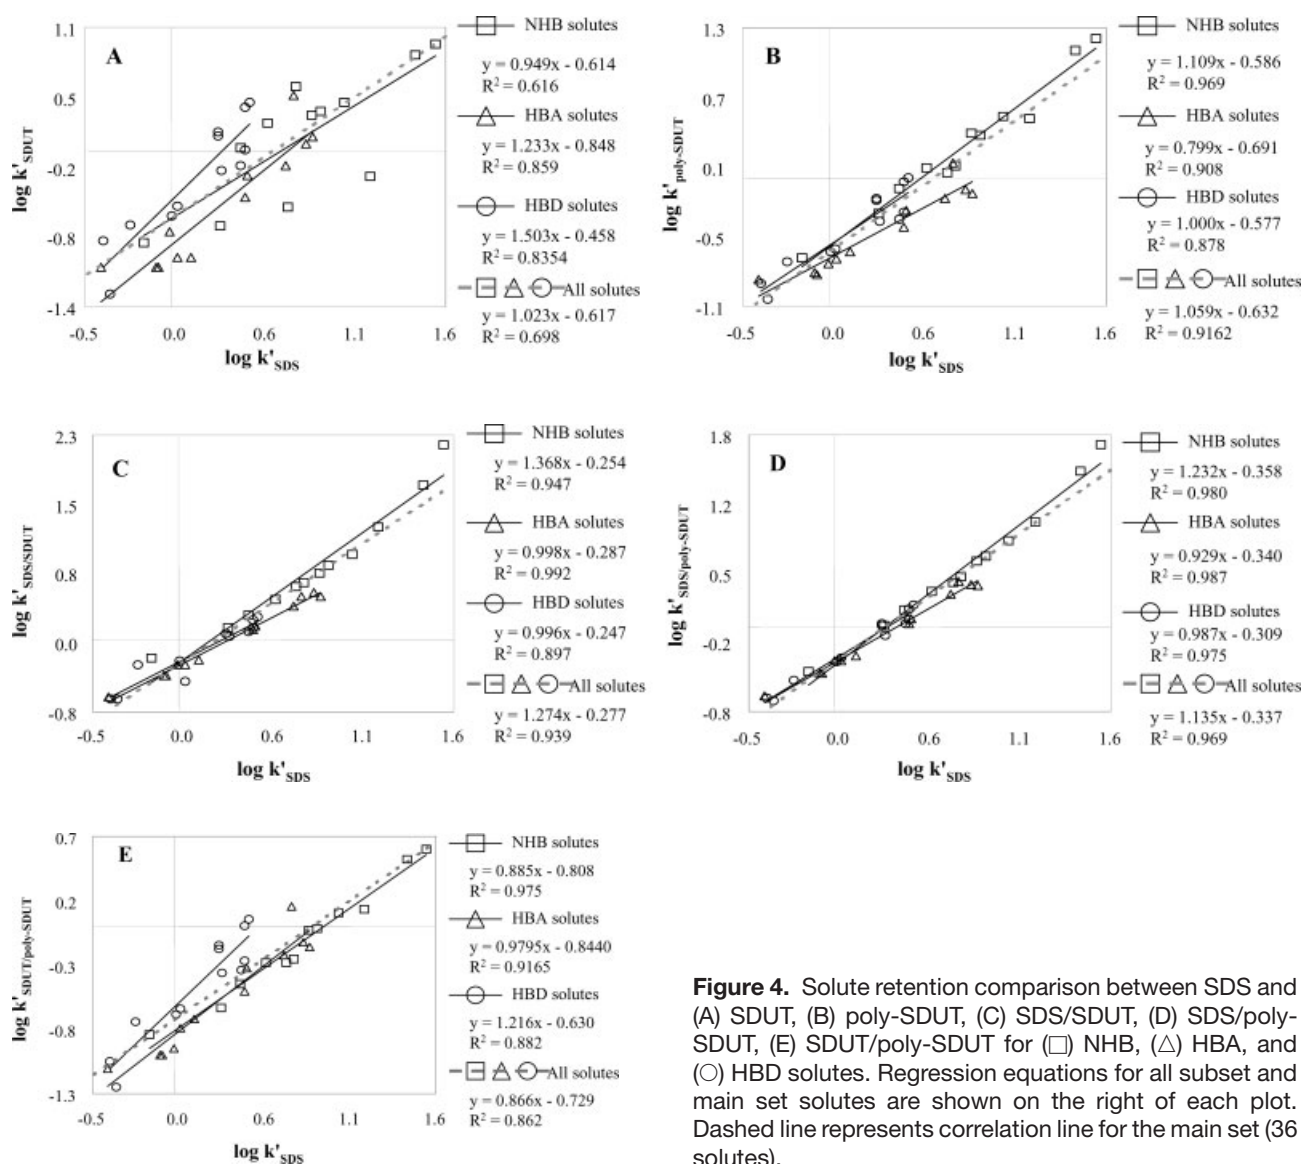 A
1.1
0.5
-0.2
-0.8
-1.4
log k'SDUT
-0.5 0.0 0.6 1.1 1.6
log k'SDS
NHB solutes
y = 0.949x - 0.614
R² = 0.616
HBA solutes
y = 1.233x - 0.848
R² = 0.859
HBD solutes
y = 1.503x - 0.458
R² = 0.8354
All solutes
y = 1.023x - 0.617
R² = 0.698
B
1.3
0.7
0.1
-0.5
-1.1
log k'poly-SDUT
-0.5 0.0 0.6 1.1 1.6
log k'SDS
NHB solutes
y = 1.109x - 0.586
R² = 0.969
HBA solutes
y = 0.799x - 0.691
R² = 0.908
HBD solutes
y = 1.000x - 0.577
R² = 0.878
All solutes
y = 1.059x - 0.632
R² = 0.9162
C
2.3
1.5
0.8
0.0
-0.8
log k'SDS/SDUT
-0.5 0.0 0.6 1.1 1.6
log k'SDS
NHB solutes
y = 1.368x - 0.254
R² = 0.947
HBA solutes
y = 0.998x - 0.287
R² = 0.992
HBD solutes
y = 0.996x - 0.247
R² = 0.897
All solutes
y = 1.274x - 0.277
R² = 0.939
D
1.8
1.2
0.5
-0.2
-0.8
log k'SDS/poly-SDUT
-0.5 0.0 0.6 1.1 1.6
log k'SDS
NHB solutes
y = 1.232x - 0.358
R² = 0.980
HBA solutes
y = 0.929x - 0.340
R² = 0.987
HBD solutes
y = 0.987x - 0.309
R² = 0.975
All solutes
y = 1.135x - 0.337
R² = 0.969
E
0.7
0.2
-0.3
-0.8
-1.3
log k'SDUT/poly-SDUT
-0.5 0.0 0.6 1.1 1.6
log k'SDS
NHB solutes
y = 0.885x - 0.808
R² = 0.975
HBA solutes
y = 0.9795x - 0.8440
R² = 0.9165
HBD solutes
y = 1.216x - 0.630
R² = 0.882
All solutes
y = 0.866x - 0.729
R² = 0.862
Figure 4. Solute retention comparison between SDS and
(A) SDUT, (B) poly-SDUT, (C) SDS/SDUT, (D) SDS/poly-
SDUT, (E) SDUT/poly-SDUT for (□) NHB, (△) HBA, and
(○) HBD solutes. Regression equations for all subset and
main set solutes are shown on the right of each plot.
Dashed line represents correlation line for the main set (36
solutes).